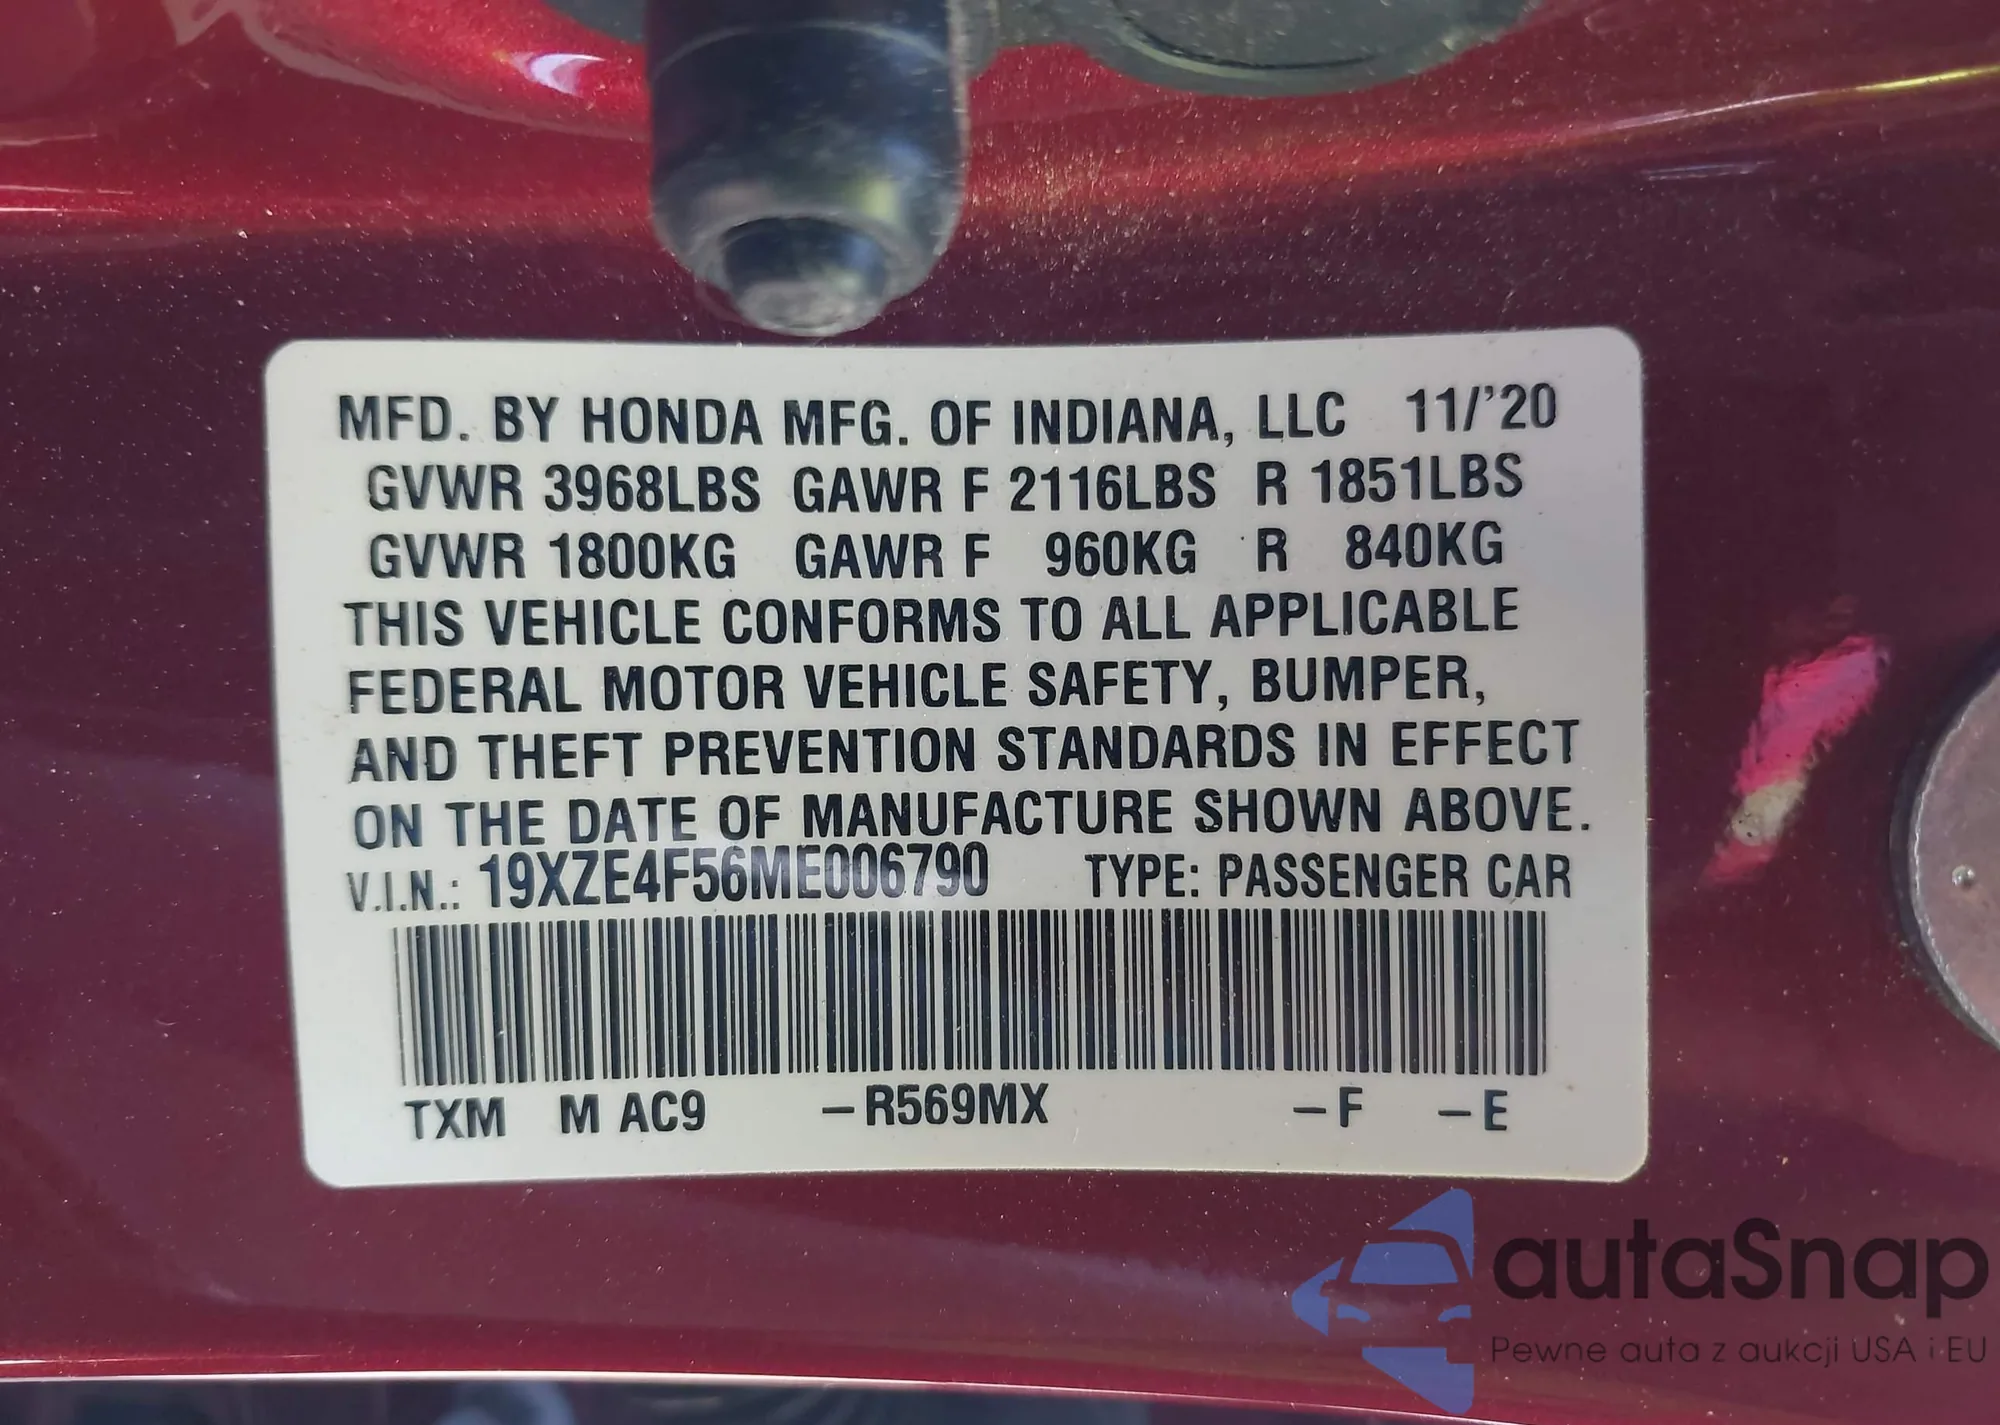 MFD. BY HONDA MFG. OF INDIANA, LLC 11/'20
GVWR 3968LBS GAWR F 2116LBS R 1851LBS
GVWR 1800KG GAWR F 960KG R 840KG
THIS VEHICLE CONFORMS TO ALL APPLICABLE
FEDERAL MOTOR VEHICLE SAFETY, BUMPER,
AND THEFT PREVENTION STANDARDS IN EFFECT
ON THE DATE OF MANUFACTURE SHOWN ABOVE.
V.I.N.: 19XZE4F56ME006790 TYPE: PASSENGER CAR
TXM M AC9 –R569MX –F –E
autaSnap
Pewne auta z aukcji USA i EU